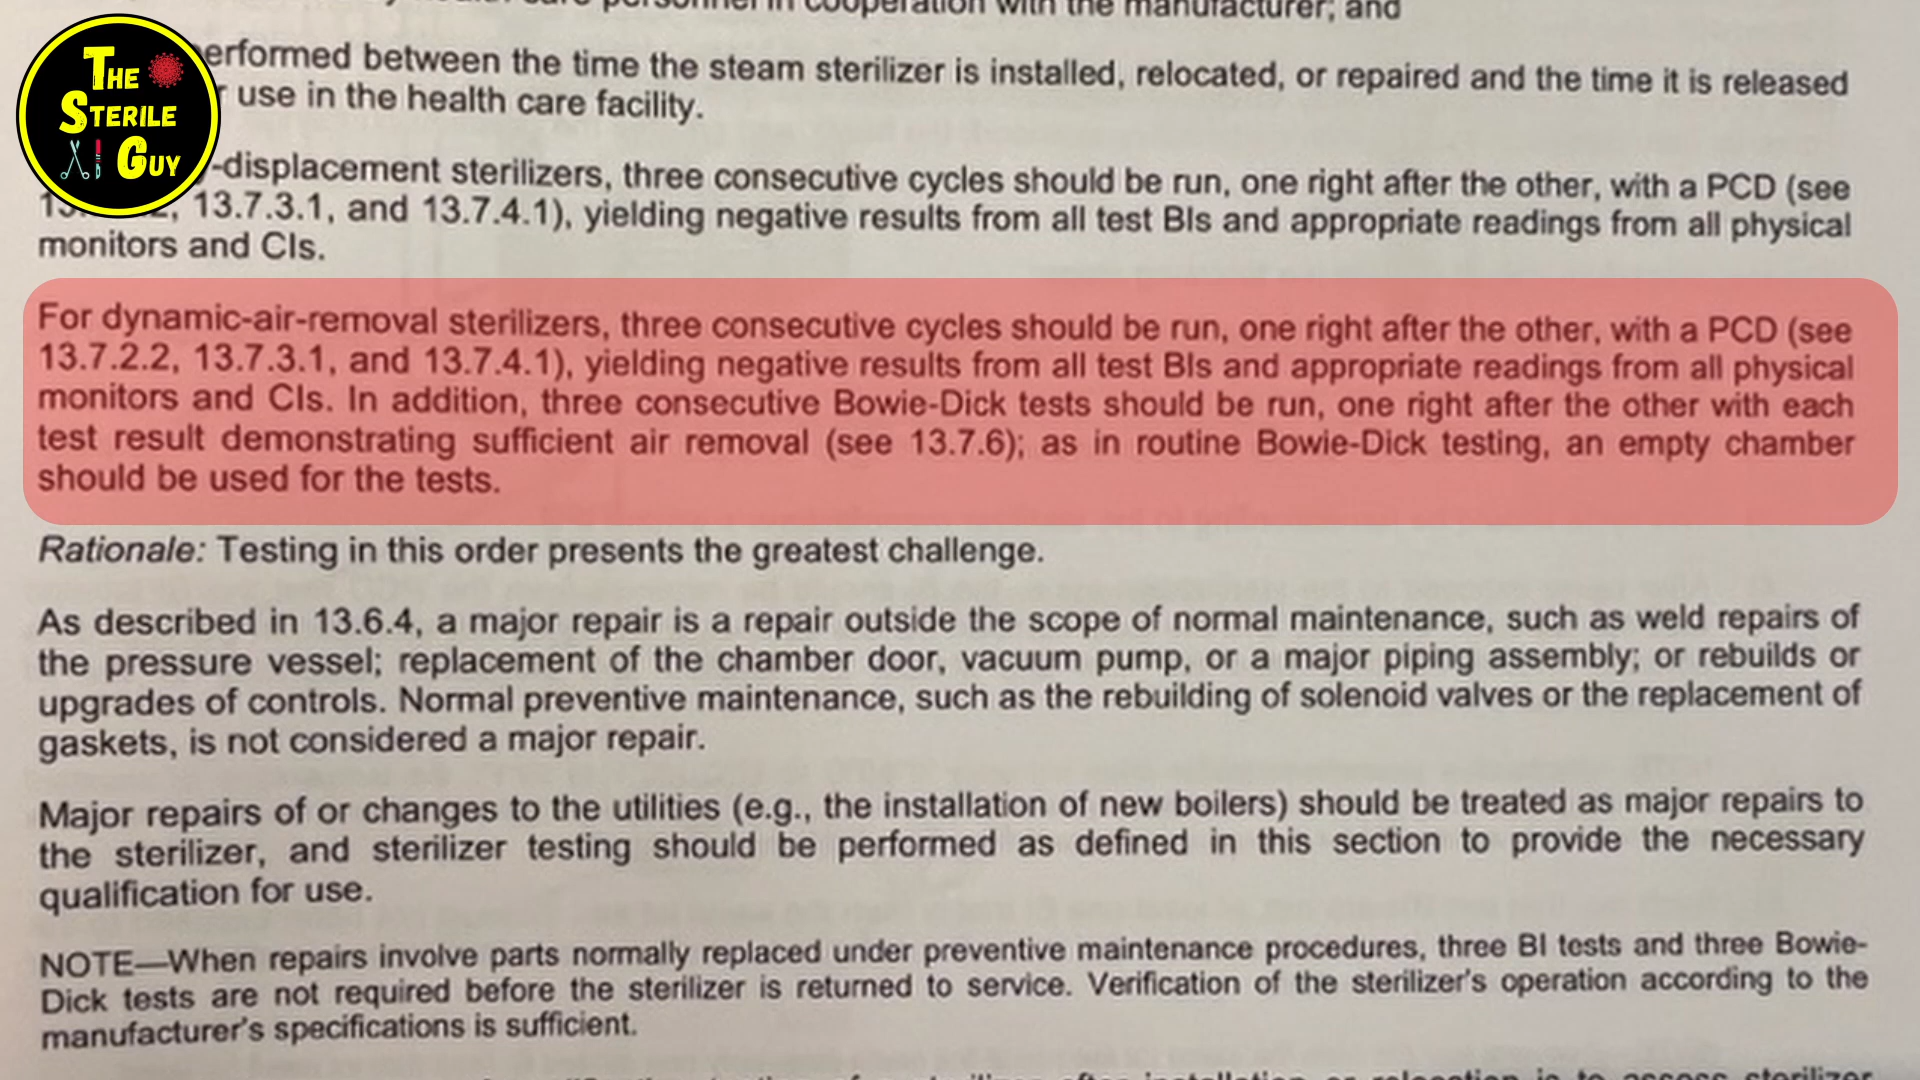 THE
STERILE
GUY
personnel in cooperation with the manufacturer; and
erformed between the time the steam sterilizer is installed, relocated, or repaired and the time it is released
r use in the health care facility.
-displacement sterilizers, three consecutive cycles should be run, one right after the other, with a PCD (see
13.7.3.1, and 13.7.4.1), yielding negative results from all test BIs and appropriate readings from all physical
monitors and CIs.
For dynamic-air-removal sterilizers, three consecutive cycles should be run, one right after the other, with a PCD (see
13.7.2.2, 13.7.3.1, and 13.7.4.1), yielding negative results from all test BIs and appropriate readings from all physical
monitors and CIs. In addition, three consecutive Bowie-Dick tests should be run, one right after the other with each
test result demonstrating sufficient air removal (see 13.7.6); as in routine Bowie-Dick testing, an empty chamber
should be used for the tests.
Rationale: Testing in this order presents the greatest challenge.
As described in 13.6.4, a major repair is a repair outside the scope of normal maintenance, such as weld repairs of
the pressure vessel; replacement of the chamber door, vacuum pump, or a major piping assembly; or rebuilds or
upgrades of controls. Normal preventive maintenance, such as the rebuilding of solenoid valves or the replacement of
gaskets, is not considered a major repair.
Major repairs of or changes to the utilities (e.g., the installation of new boilers) should be treated as major repairs to
the sterilizer, and sterilizer testing should be performed as defined in this section to provide the necessary
qualification for use.
NOTE—When repairs involve parts normally replaced under preventive maintenance procedures, three BI tests and three Bowie-
Dick tests are not required before the sterilizer is returned to service. Verification of the sterilizer's operation according to the
manufacturer's specifications is sufficient.